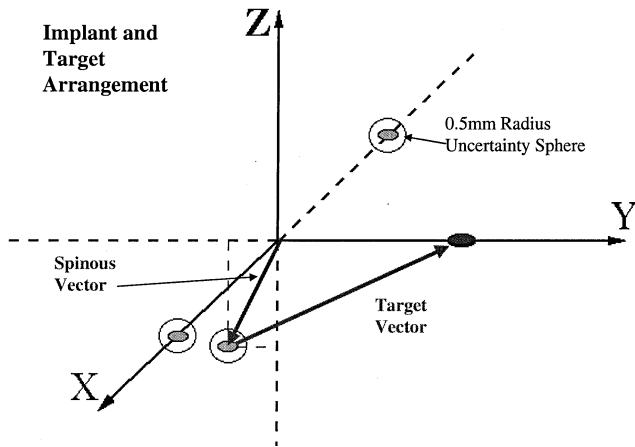 Implant and
Target
Arrangement
Z
0.5mm Radius
Uncertainty Sphere
Y
Spinous
Vector
Target
Vector
X